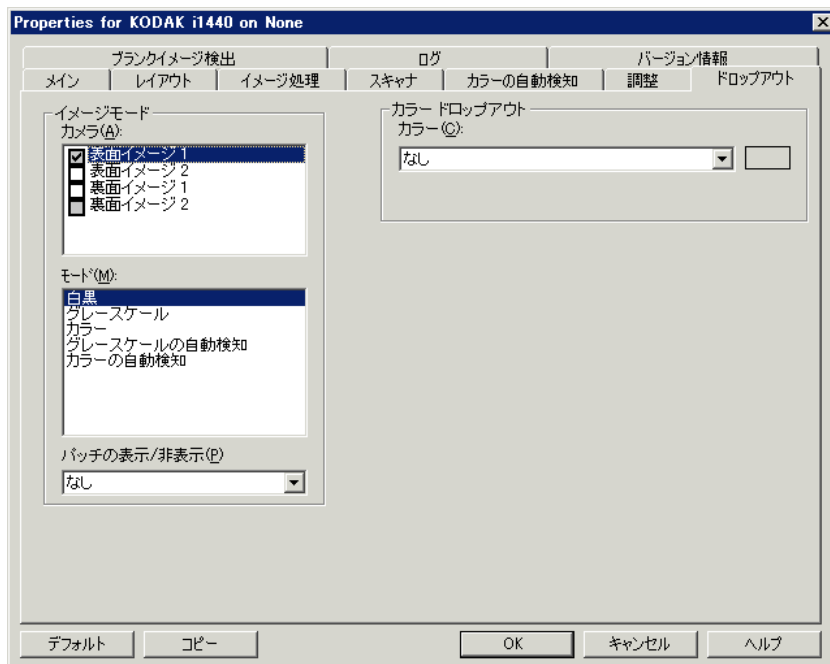 Properties for KODAK i1440 on None
ブランクイメージ検出 ログ バージョン情報
メイン レイアウト イメージ処理 スキャナ カラーの自動検知 調整 ドロップアウト
イメージモード
カメラ(A):
表面イメージ 1
表面イメージ 2
裏面イメージ 1
裏面イメージ 2
モード(M):
白黒
グレースケール
カラー
グレースケールの自動検知
カラーの自動検知
パッチの表示/非表示(P)
なし
カラー ドロップアウト
カラー(C):
なし
デフォルト コピー OK キャンセル ヘルプ